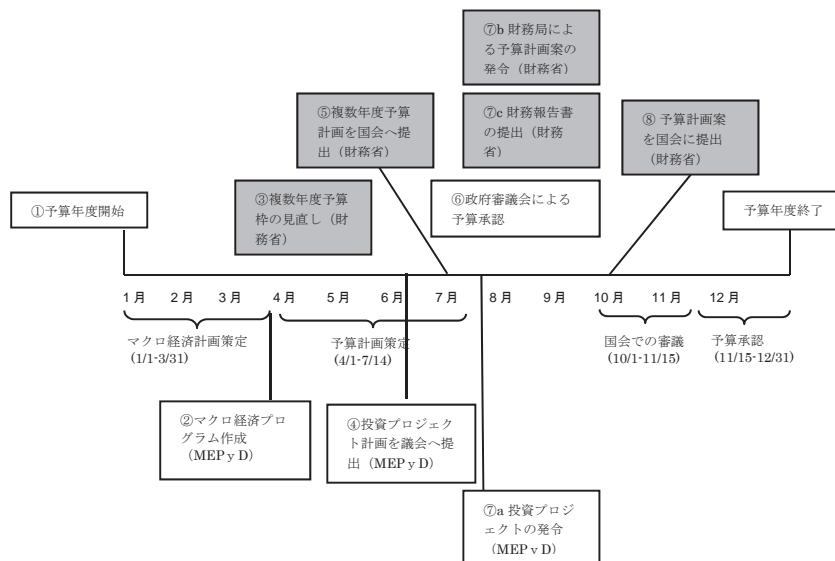 ⑦b 財務局によ
る予算計画案の
発令（財務省）
⑤複数年度予算
計画を国会へ提
出（財務省）
⑦c 財務報告書
の提出（財務
省）
⑧ 予算計画案
を国会に提出
（財務省）
①予算年度開始
③複数年度予算
枠の見直し（財
務省）
⑥政府審議会による
予算承認
予算年度終了
1月 2月 3月 4月 5月 6月 7月 8月 9月 10月 11月 12月
マクロ経済計画策定
(1/1-3/31)
予算計画策定
(4/1-7/14)
国会での審議
(10/1-11/15)
予算承認
(11/15-12/31)
②マクロ経済プロ
グラム作成
（MEPyD）
④投資プロジェク
ト計画を議会へ提
出（MEPyD）
⑦a 投資プロジ
ェクトの発令
（MEPyD）